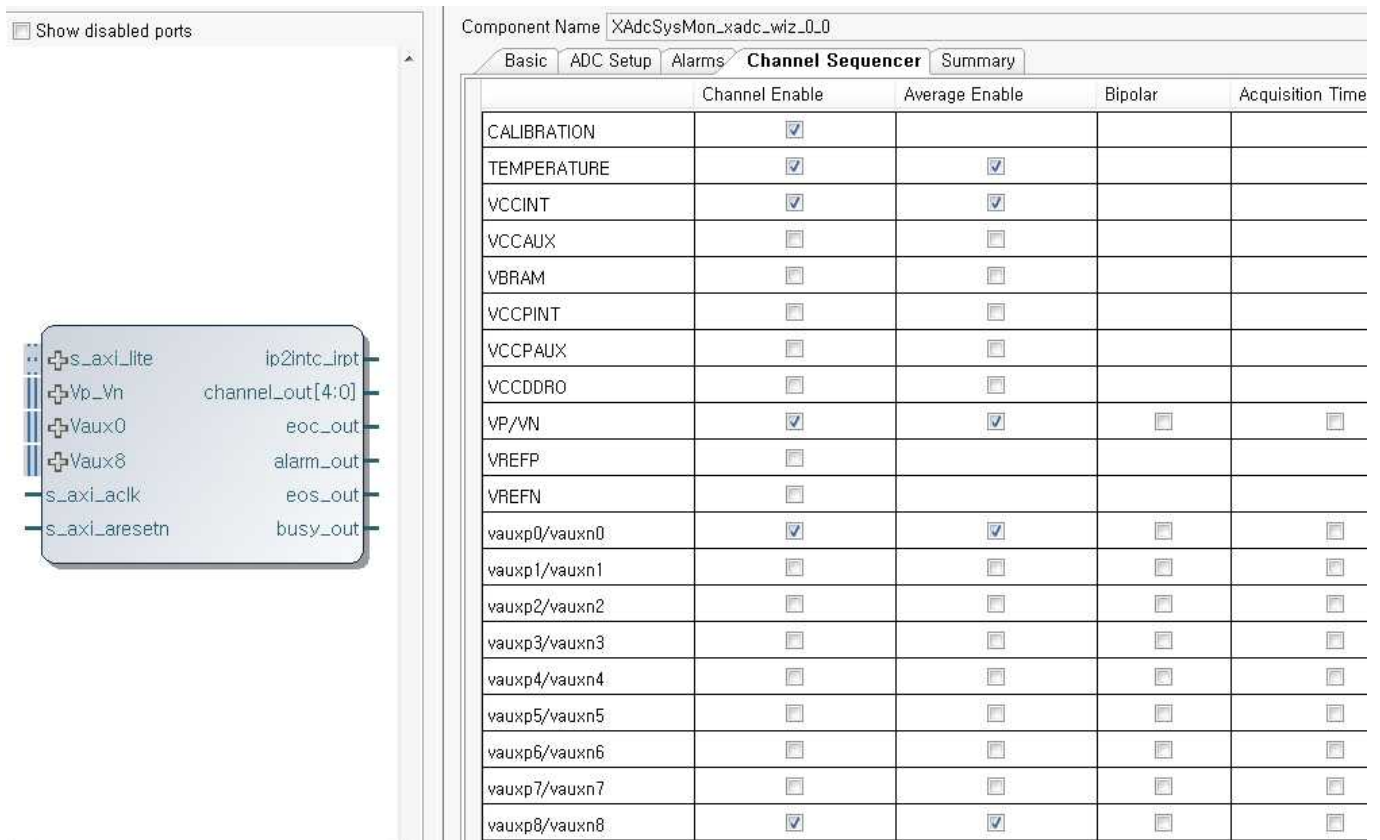 Show disabled ports
s_axi_lite ip2intc_irpt
Vp_Vn channel_out[4:0]
Vaux0 eoc_out
Vaux8 alarm_out
s_axi_aclk eos_out
s_axi_aresetn busy_out
Component Name XAdcSysMon_xadc_wiz_0_0
Basic ADC Setup Alarms Channel Sequencer Summary
Channel Enable Average Enable Bipolar Acquisition Time
CALIBRATION
TEMPERATURE
VCCINT
VCCAUX
VBRAM
VCCPINT
VCCPAUX
VCCDDRO
VP/VN
VREFP
VREFN
vauxp0/vauxn0
vauxp1/vauxn1
vauxp2/vauxn2
vauxp3/vauxn3
vauxp4/vauxn4
vauxp5/vauxn5
vauxp6/vauxn6
vauxp7/vauxn7
vauxp8/vauxn8